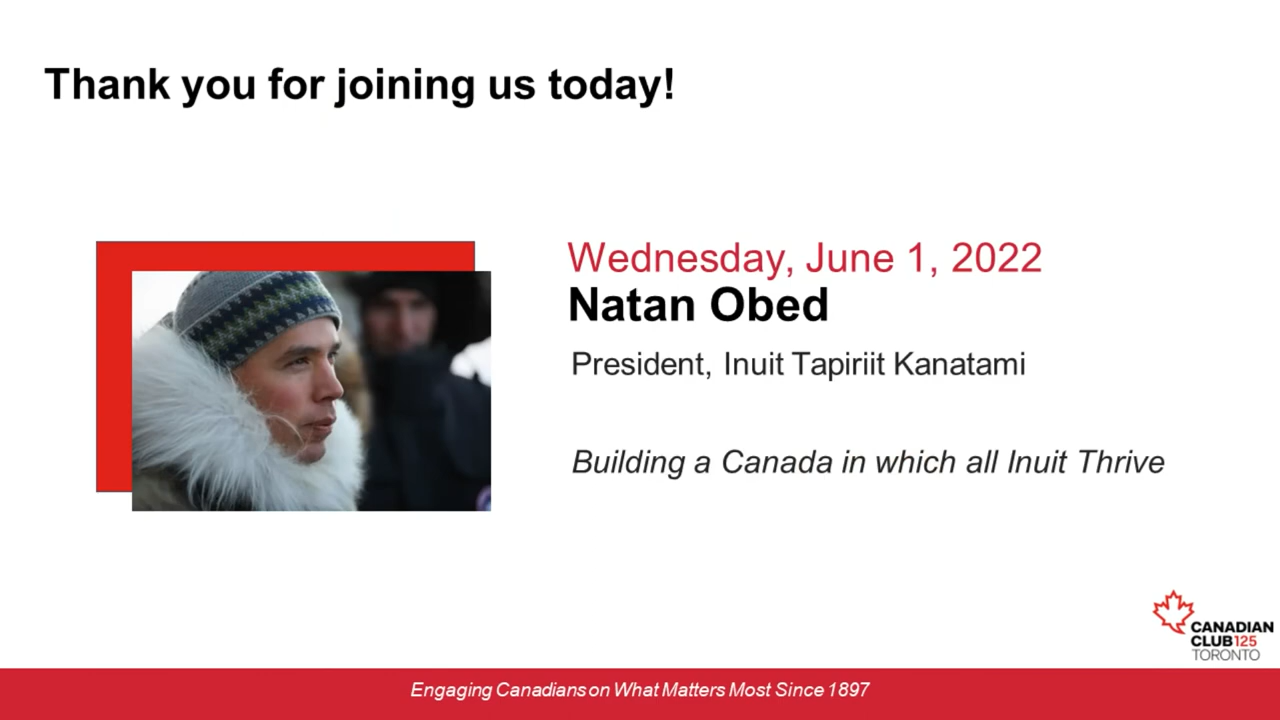 Thank you for joining us today!
Wednesday, June 1, 2022
Natan Obed
President, Inuit Tapiriit Kanatami
Building a Canada in which all Inuit Thrive
CANADIAN
CLUB125
TORONTO
Engaging Canadians on What Matters Most Since 1897